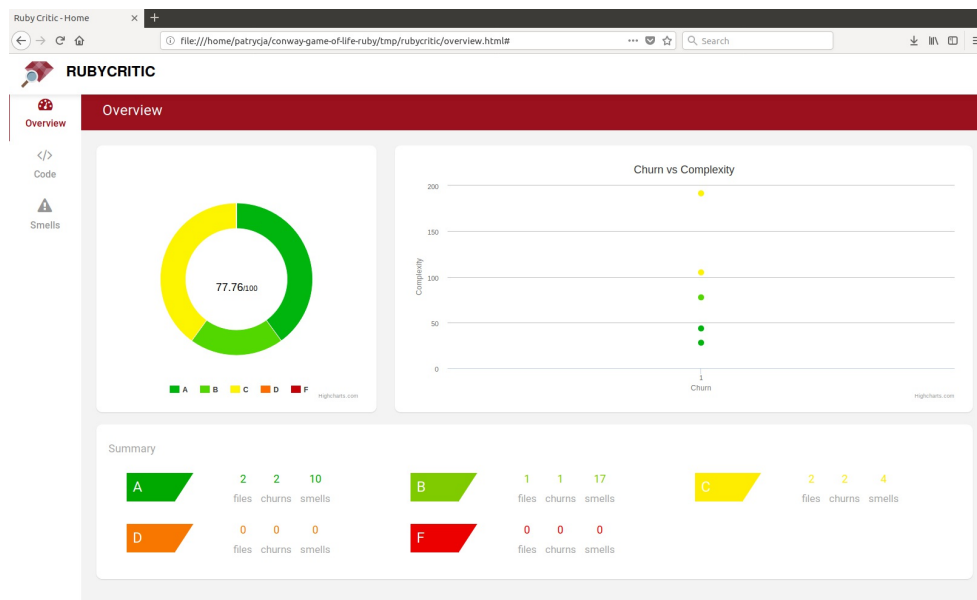 Ruby Critic - Home
file:///home/patrycja/conway-game-of-life-ruby/tmp/rubycritic/overview.html#
Search
RUBYCRITIC
Overview
Overview
Code
Smells
77.76/100
A B C D F
Highcharts.com
Churn vs Complexity
Complexity
200
150
100
50
0
1
Churn
Highcharts.com
Summary
A 2 2 10 B 1 1 17 C 2 2 4
files churns smells files churns smells files churns smells
D 0 0 0 F 0 0 0
files churns smells files churns smells